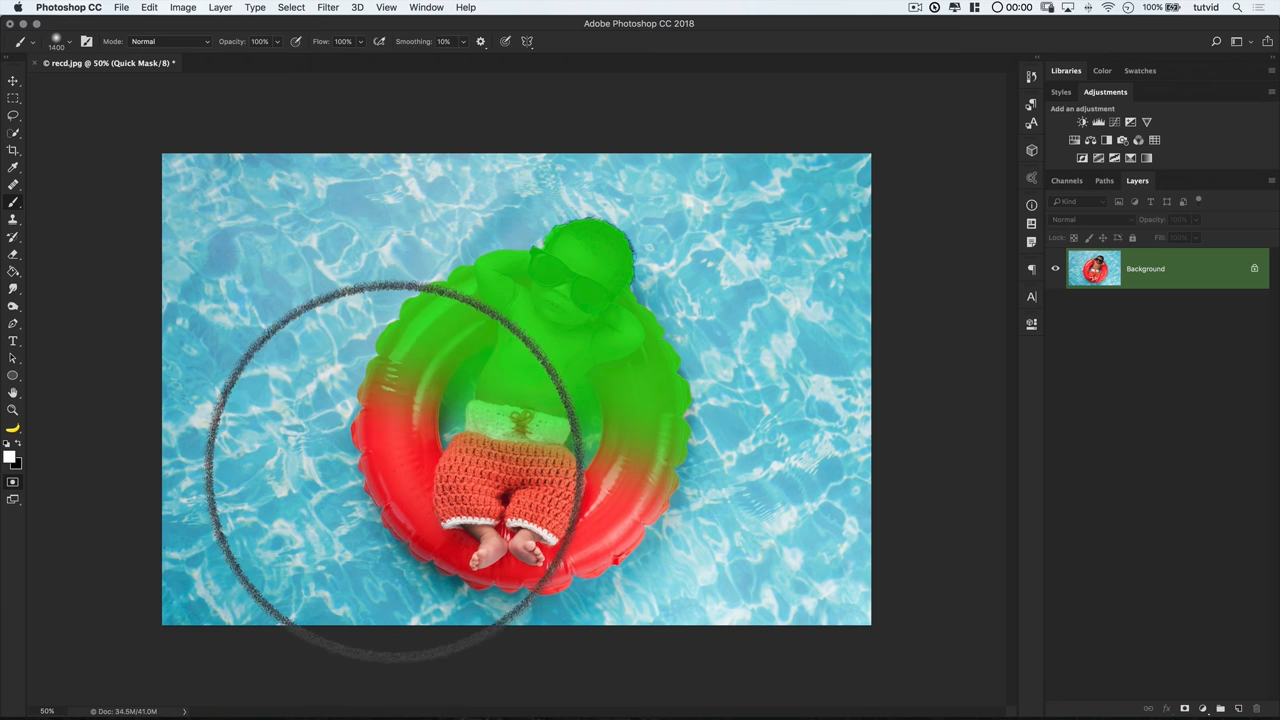 Photoshop CC File Edit Image Layer Type Select Filter 3D View Window Help 00:00 100% tutvid
Adobe Photoshop CC 2018
1400 Mode: Normal Opacity: 100% Flow: 100% Smoothing: 10%
× © recd.jpg @ 50% (Quick Mask/8) *
Libraries Color Swatches
Styles Adjustments
Add an adjustment
Channels Paths Layers
Kind
Normal Opacity: 100%
Lock: Fill: 100%
Background
50% © Doc: 34.5M/41.0M